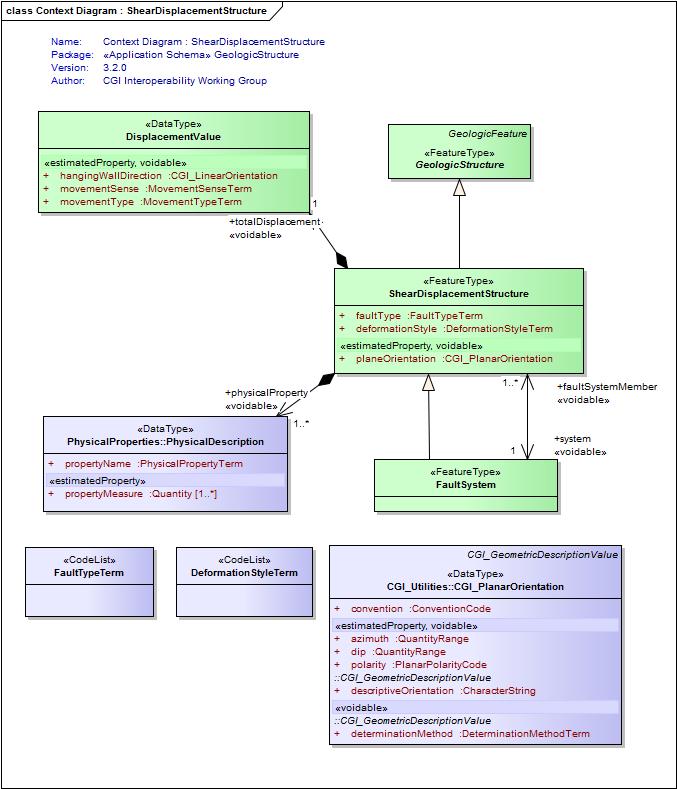 class Context Diagram : ShearDisplacementStructure
Name: Context Diagram : ShearDisplacementStructure
Package: «Application Schema» GeologicStructure
Version: 3.2.0
Author: CGI Interoperability Working Group
«DataType»
DisplacementValue
«estimatedProperty, voidable»
+ hangingWallDirection :CGI_LinearOrientation
+ movementSense :MovementSenseTerm
+ movementType :MovementTypeTerm
GeologicFeature
«FeatureType»
GeologicStructure
1
+totalDisplacement
«voidable»
«FeatureType»
ShearDisplacementStructure
+ faultType :FaultTypeTerm
+ deformationStyle :DeformationStyleTerm
«estimatedProperty, voidable»
+ planeOrientation :CGI_PlanarOrientation
+physicalProperty
«voidable»
1..*
1..*
+faultSystemMember
«voidable»
1
+system
«voidable»
«DataType»
PhysicalProperties::PhysicalDescription
+ propertyName :PhysicalPropertyTerm
«estimatedProperty»
+ propertyMeasure :Quantity [1..*]
«FeatureType»
FaultSystem
«CodeList»
FaultTypeTerm
«CodeList»
DeformationStyleTerm
CGI_GeometricDescriptionValue
«DataType»
CGI_Utilities::CGI_PlanarOrientation
+ convention :ConventionCode
«estimatedProperty, voidable»
+ azimuth :QuantityRange
+ dip :QuantityRange
+ polarity :PlanarPolarityCode
::CGI_GeometricDescriptionValue
+ descriptiveOrientation :CharacterString
«voidable»
::CGI_GeometricDescriptionValue
+ determinationMethod :DeterminationMethodTerm